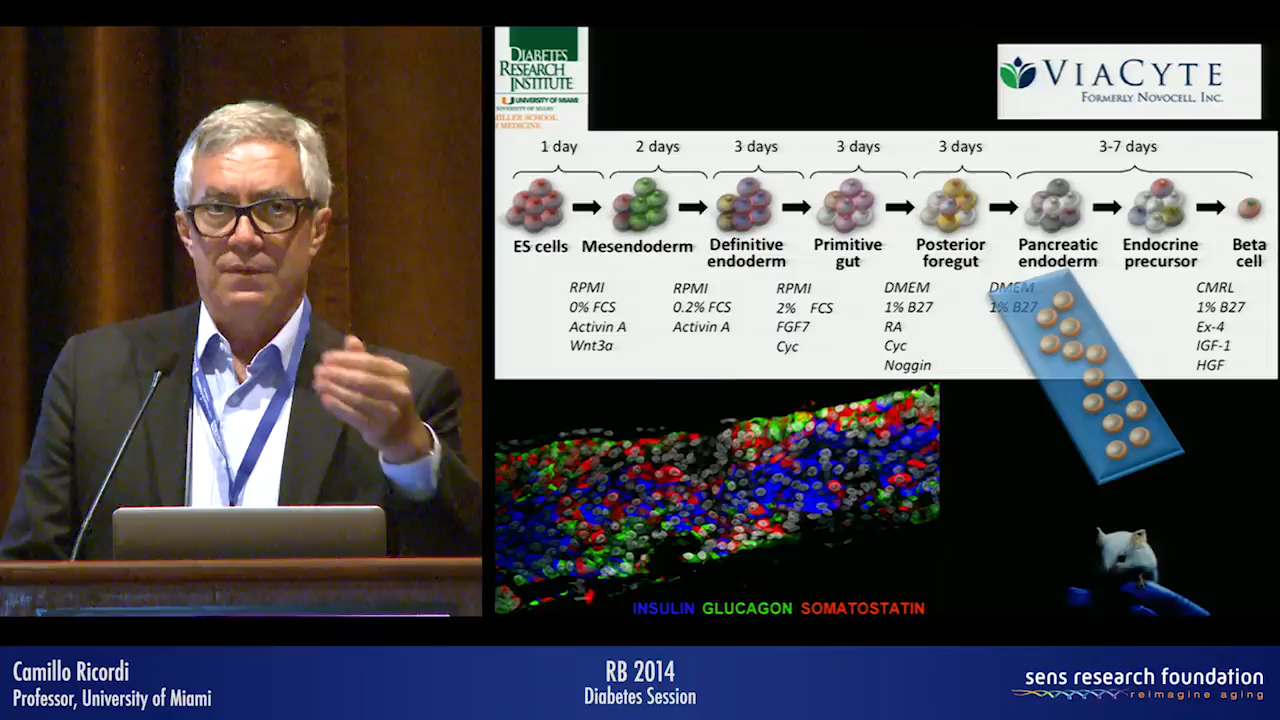 DIABETES
RESEARCH
INSTITUTE
UNIVERSITY OF MIAMI
UNIVERSITY OF MIAMI
MILLER SCHOOL
OF MEDICINE
VIACYTE
FORMERLY NOVOCELL, INC.
1 day 2 days 3 days 3 days 3 days 3-7 days
ES cells Mesendoderm Definitive endoderm Primitive gut Posterior foregut Pancreatic endoderm Endocrine precursor Beta cell
RPMI RPMI RPMI DMEM DMEM CMRL
0% FCS 0.2% FCS 2% FCS 1% B27 1% B27 1% B27
Activin A Activin A FGF7 RA Ex-4
Wnt3a Cyc Cyc IGF-1
Noggin HGF
INSULIN GLUCAGON SOMATOSTATIN
Camillo Ricordi
Professor, University of Miami
RB 2014
Diabetes Session
sens research foundation
reimagine aging